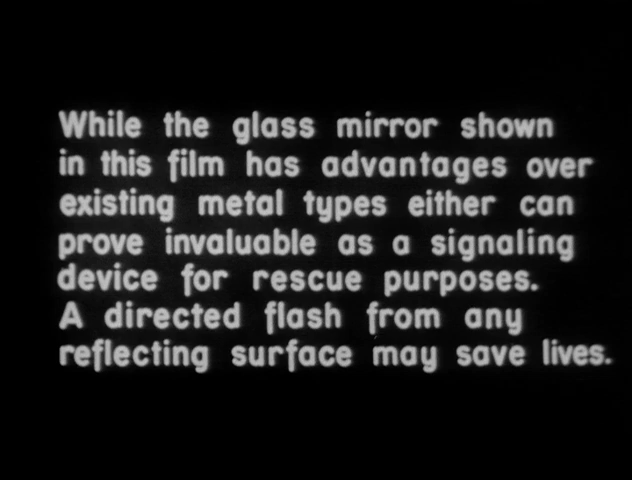 While the glass mirror shown
in this film has advantages over
existing metal types either can
prove invaluable as a signaling
device for rescue purposes.
A directed flash from any
reflecting surface may save lives.